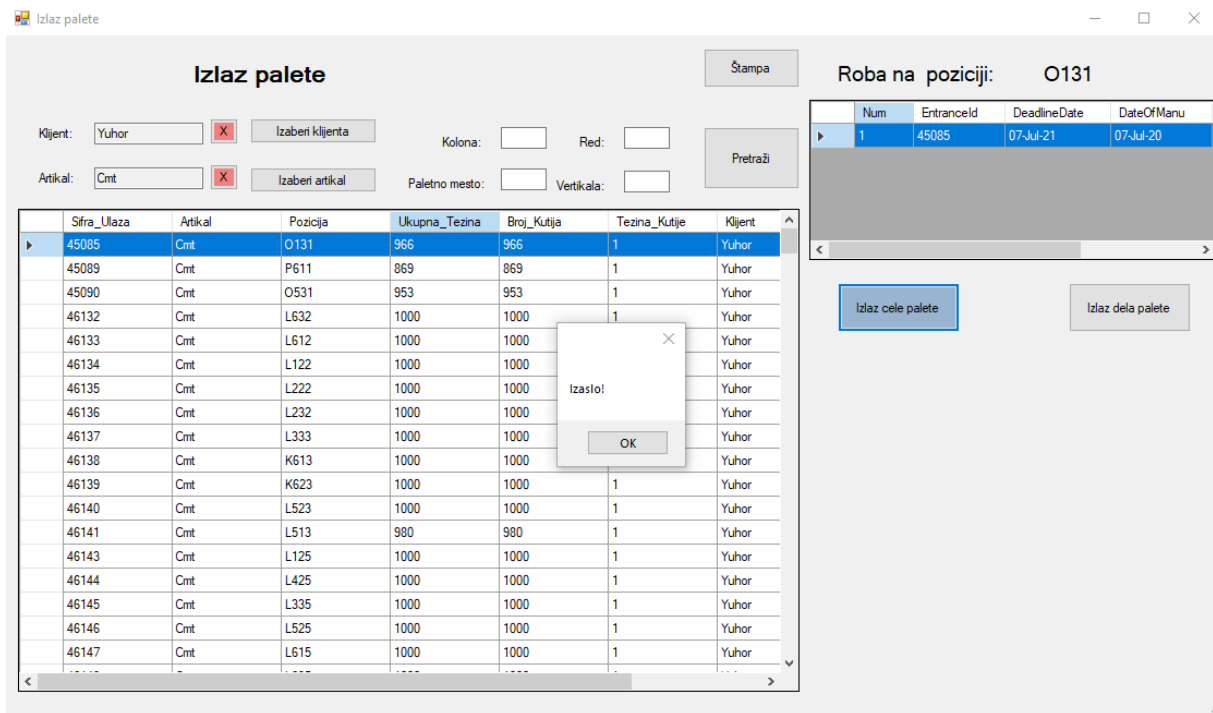 Izlaz palete
Izlaz palete
Štampa
Roba na poziciji: O131
Klijent: Yuhor X Izaberi klijenta
Kolona: Red:
Pretraži
Artikal: Cmt X Izaberi artikal
Paletno mesto: Vertikala:
Num EntranceId DeadlineDate DateOfManu
1 45085 07-Jul-21 07-Jul-20
Izlaz cele palete Izlaz dela palete
Sifra_Ulaza Artikal Pozicija Ukupna_Tezina Broj_Kutija Tezina_Kutije Klijent
45085 Cmt O131 966 966 1 Yuhor
45089 Cmt P611 869 869 1 Yuhor
45090 Cmt O531 953 953 1 Yuhor
46132 Cmt L632 1000 1000 1 Yuhor
46133 Cmt L612 1000 1000 Yuhor
46134 Cmt L122 1000 1000 Yuhor
46135 Cmt L222 1000 1000 Yuhor
46136 Cmt L232 1000 1000 Yuhor
46137 Cmt L333 1000 1000 Yuhor
46138 Cmt K613 1000 1000 Yuhor
46139 Cmt K623 1000 1000 1 Yuhor
46140 Cmt L523 1000 1000 1 Yuhor
46141 Cmt L513 980 980 1 Yuhor
46143 Cmt L125 1000 1000 1 Yuhor
46144 Cmt L425 1000 1000 1 Yuhor
46145 Cmt L335 1000 1000 1 Yuhor
46146 Cmt L525 1000 1000 1 Yuhor
46147 Cmt L615 1000 1000 1 Yuhor
Izaslo!
OK